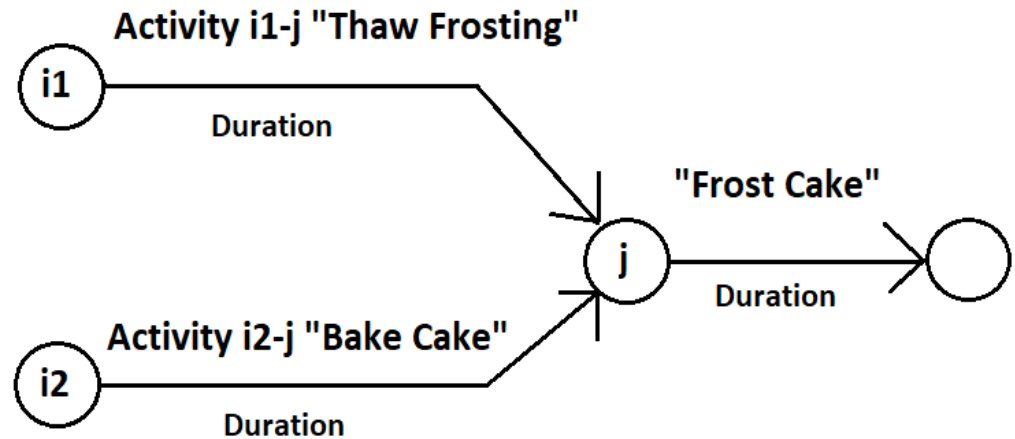 Activity i1-j "Thaw Frosting"
i1
Duration
"Frost Cake"
j
Duration
Activity i2-j "Bake Cake"
i2
Duration